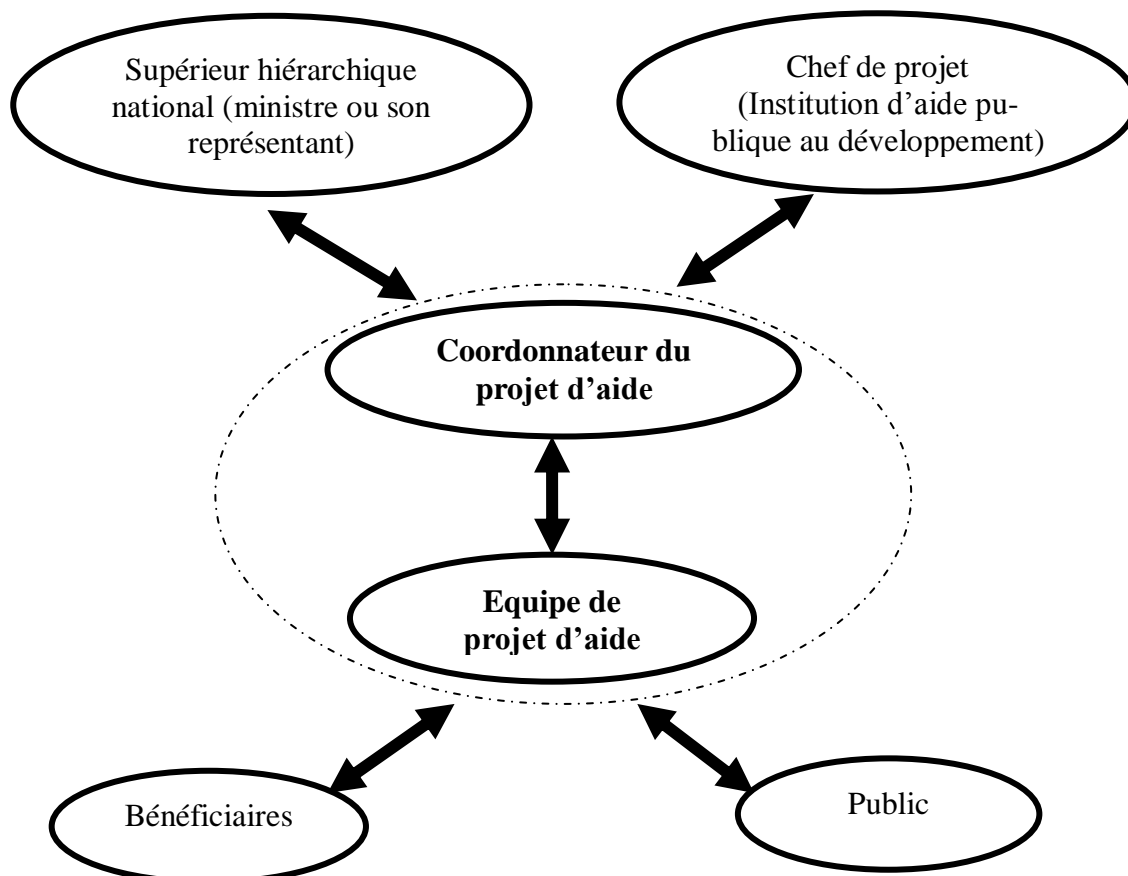 Supérieur hiérarchique
national (ministre ou son
représentant)
Chef de projet
(Institution d’aide pu-
blique au développement)
Coordonnateur du
projet d’aide
Equipe de
projet d’aide
Bénéficiaires
Public